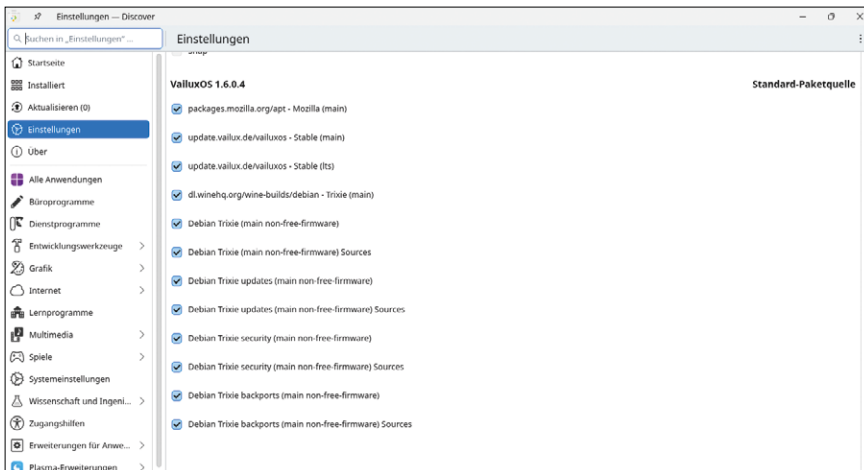 Einstellungen — Discover
Suchen in „Einstellungen“ ...
Einstellungen
Startseite
Installiert
Aktualisieren (0)
Einstellungen
Über
Alle Anwendungen
Büroprogramme
Dienstprogramme
Entwicklungswerkzeuge
Grafik
Internet
Lernprogramme
Multimedia
Spiele
Systemeinstellungen
Wissenschaft und Ingeni...
Zugangshilfen
Erweiterungen für Anwe...
Plasma-Erweiterungen
Snap
VailuxOS 1.6.0.4 Standard-Paketquelle
packages.mozilla.org/apt - Mozilla (main)
update.vailux.de/vailuxos - Stable (main)
update.vailux.de/vailuxos - Stable (lts)
dl.winehq.org/wine-builds/debian - Trixie (main)
Debian Trixie (main non-free-firmware)
Debian Trixie (main non-free-firmware) Sources
Debian Trixie updates (main non-free-firmware)
Debian Trixie updates (main non-free-firmware) Sources
Debian Trixie security (main non-free-firmware)
Debian Trixie security (main non-free-firmware) Sources
Debian Trixie backports (main non-free-firmware)
Debian Trixie backports (main non-free-firmware) Sources